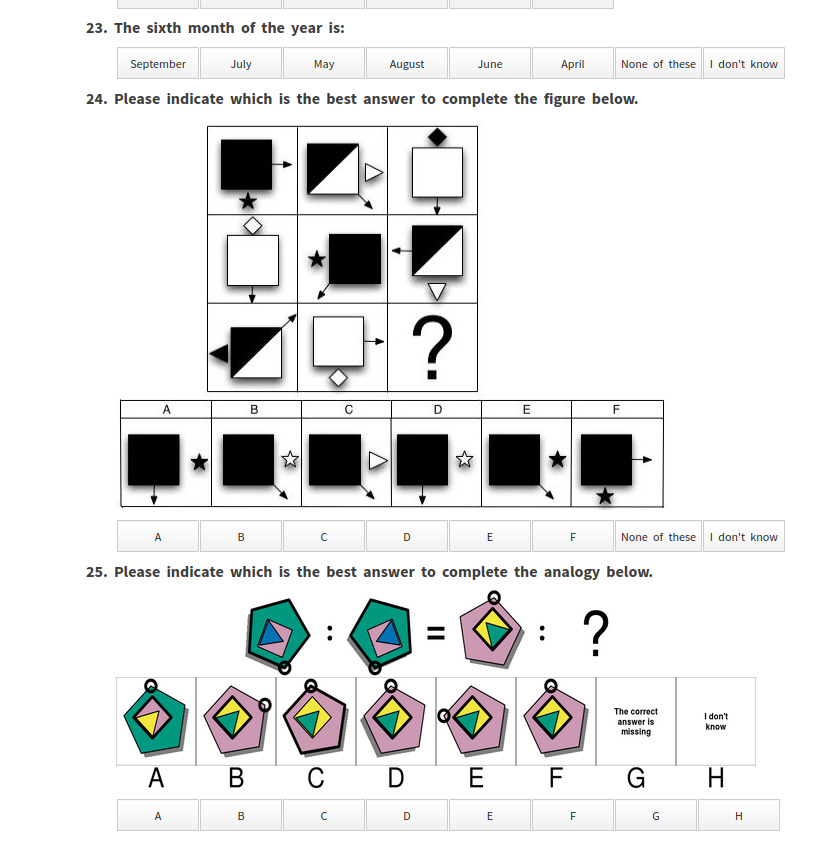 23. The sixth month of the year is:
September July May August June April None of these I don't know
24. Please indicate which is the best answer to complete the figure below.
?
A B C D E F
A B C D E F None of these I don't know
25. Please indicate which is the best answer to complete the analogy below.
: = : ?
The correct
answer is
missing
I don't
know
A B C D E F G H
A B C D E F G H